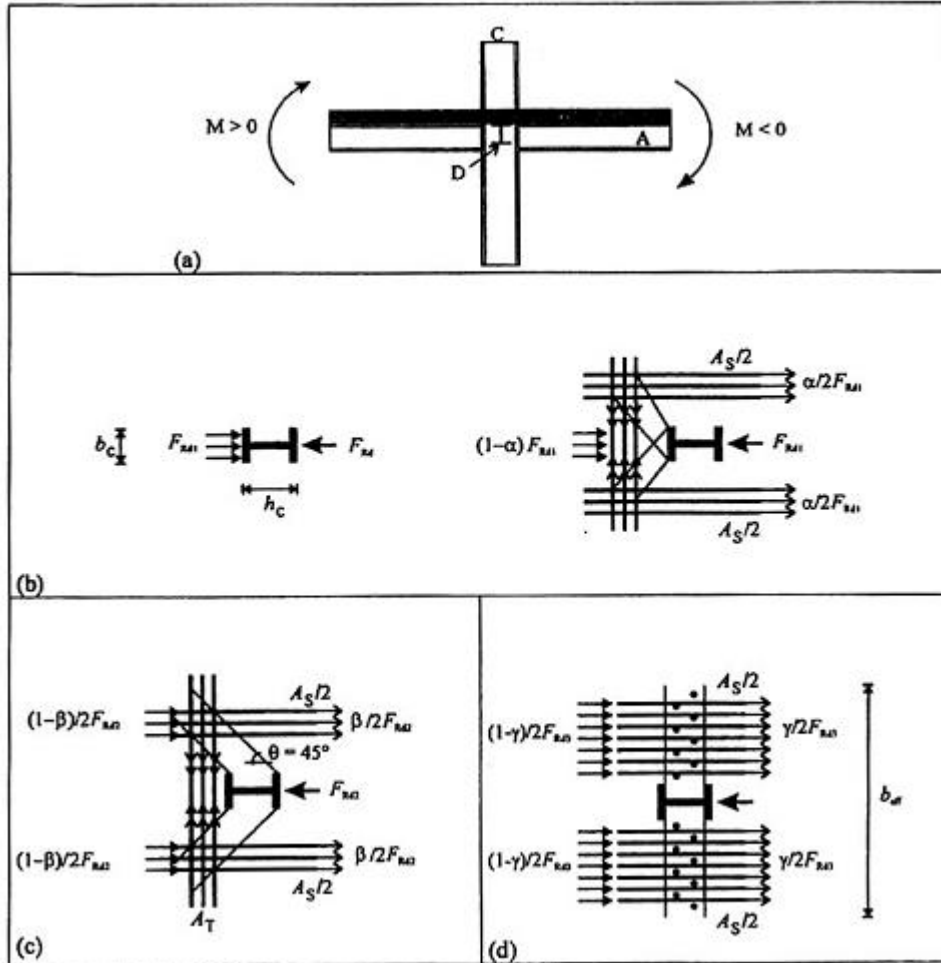 C
M > 0
M < 0
A
D
(a)
A_S/2
α/2F_Rd1
b_C
F_Rd1
F_Rd
(1−α)F_Rd1
F_Rd1
h_C
α/2F_Rd1
A_S/2
(b)
A_S/2
(1−β)/2F_Rd2
β/2F_Rd2
θ = 45°
F_Rd2
(1−β)/2F_Rd2
β/2F_Rd2
A_S/2
A_T
(c)
A_S/2
(1-γ)/2F_Rd3
γ/2F_Rd3
b_eff
(1-γ)/2F_Rd3
γ/2F_Rd3
A_S/2
(d)